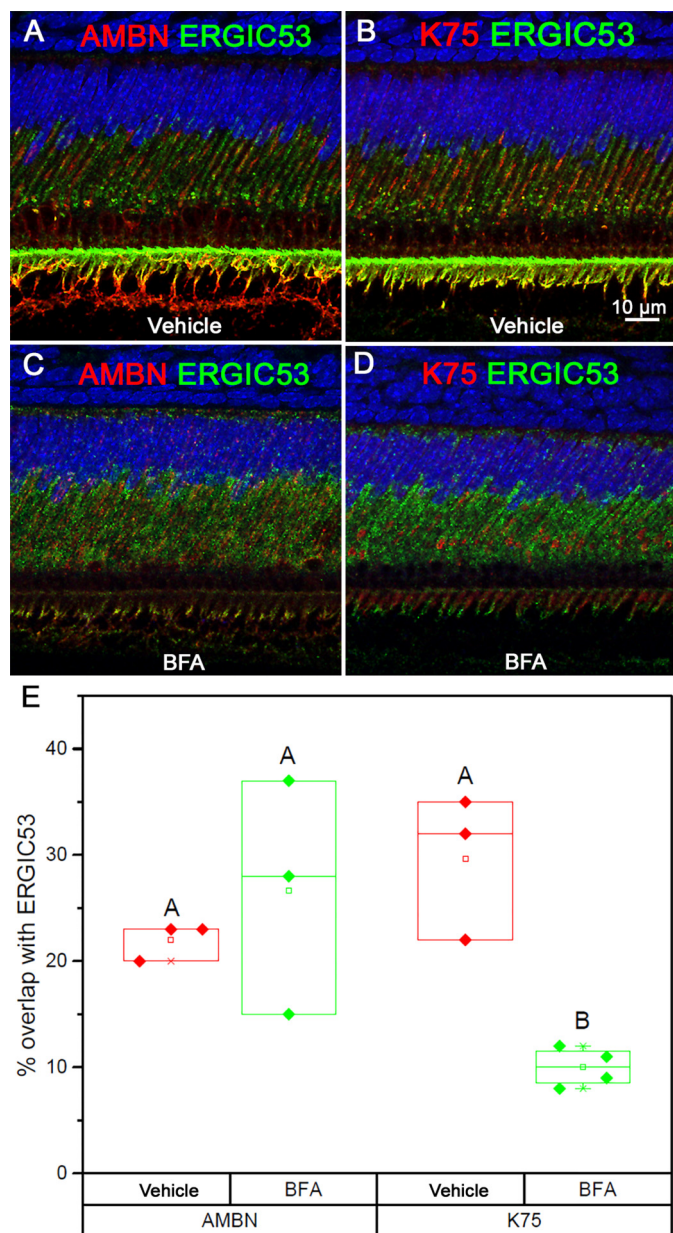 A AMBN ERGIC53
Vehicle
B K75 ERGIC53
10 µm
Vehicle
C AMBN ERGIC53
BFA
D K75 ERGIC53
BFA
E
% overlap with ERGIC53
40
30
20
10
0
A
A
A
B
Vehicle BFA Vehicle BFA
AMBN K75